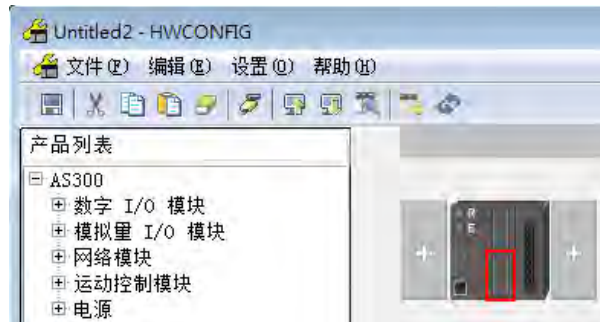 Untitled2 - HWCONFIG
文件(F) 编辑(E) 设置(O) 帮助(H)
产品列表
AS300
数字 I/O 模块
模拟量 I/O 模块
网络模块
运动控制模块
电源
R
E